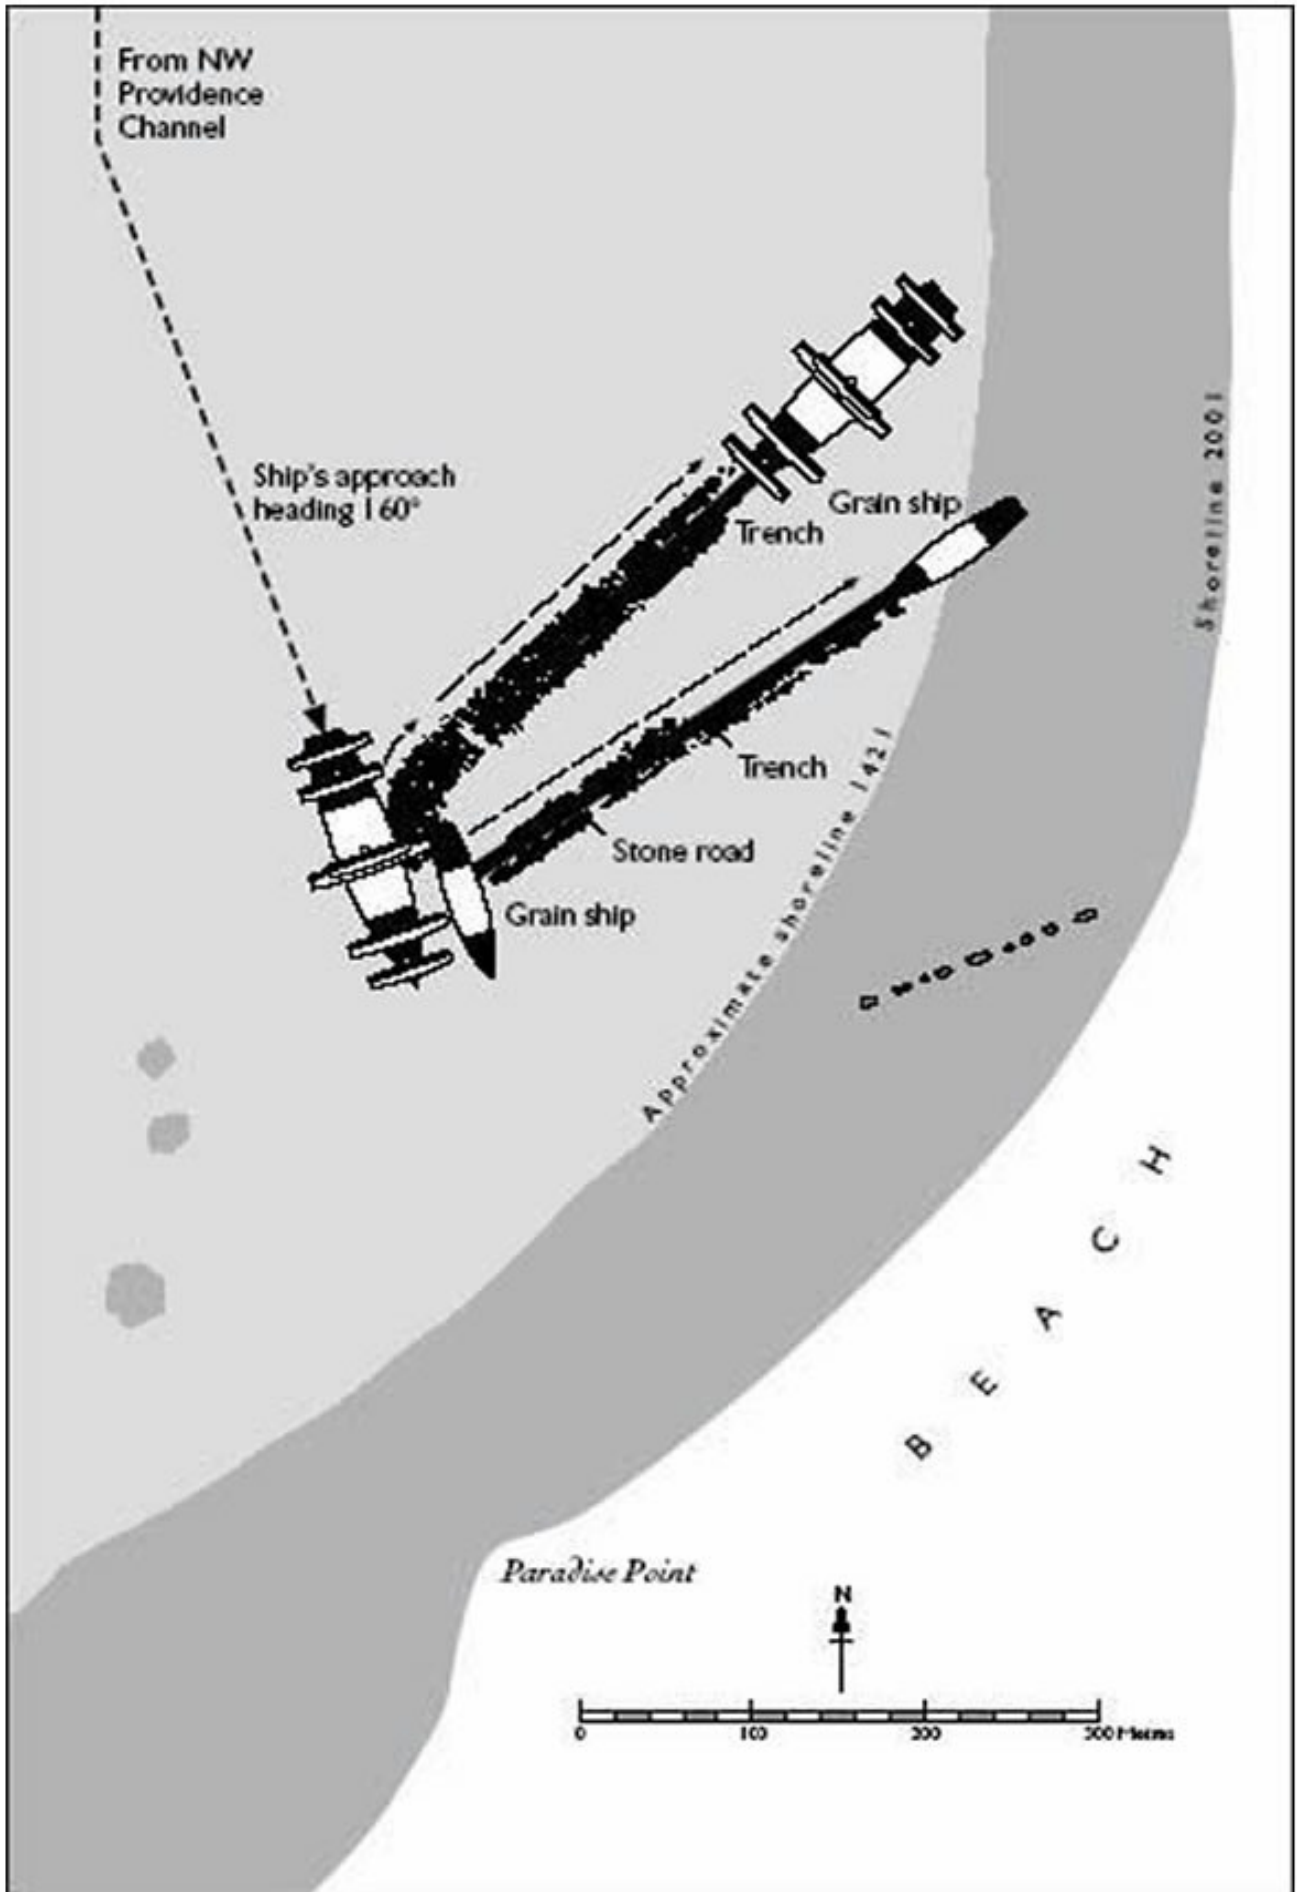 From NW
Providence
Channel
Ship's approach
heading 160°
Grain ship
Trench
Shoreline 2001
Trench
Approximate shoreline 1421
Stone road
Grain ship
BEACH
Paradise Point
N
0 100 200 300 Metres